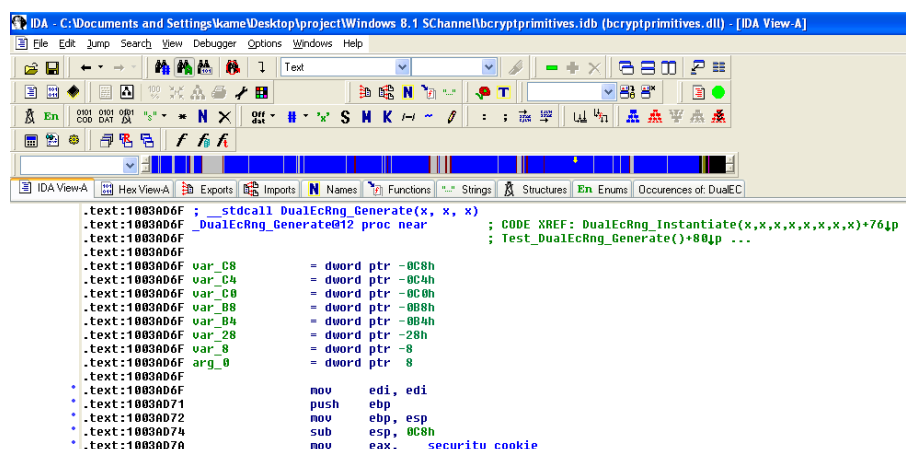 IDA - C:\Documents and Settings\kame\Desktop\project\Windows 8.1 SChannel\bcryptprimitives.idb (bcryptprimitives.dll) - [IDA View-A]
File Edit Jump Search View Debugger Options Windows Help
Text
En S M K
f
IDA View-A Hex View-A Exports Imports N Names Functions Strings Structures En Enums Occurences of: DualEC
.text:1003AD6F ; __stdcall DualEcRng_Generate(x, x, x)
.text:1003AD6F _DualEcRng_Generate@12 proc near ; CODE XREF: DualEcRng_Instantiate(x,x,x,x,x,x,x,x)+76↓p
.text:1003AD6F ; Test_DualEcRng_Generate()+80↓p ...
.text:1003AD6F
.text:1003AD6F var_C8 = dword ptr -0C8h
.text:1003AD6F var_C4 = dword ptr -0C4h
.text:1003AD6F var_C0 = dword ptr -0C0h
.text:1003AD6F var_B8 = dword ptr -0B8h
.text:1003AD6F var_B4 = dword ptr -0B4h
.text:1003AD6F var_28 = dword ptr -28h
.text:1003AD6F var_8 = dword ptr -8
.text:1003AD6F arg_0 = dword ptr 8
.text:1003AD6F
.text:1003AD6F mov edi, edi
.text:1003AD71 push ebp
.text:1003AD72 mov ebp, esp
.text:1003AD74 sub esp, 0C8h
.text:1003AD7A mov eax, security cookie